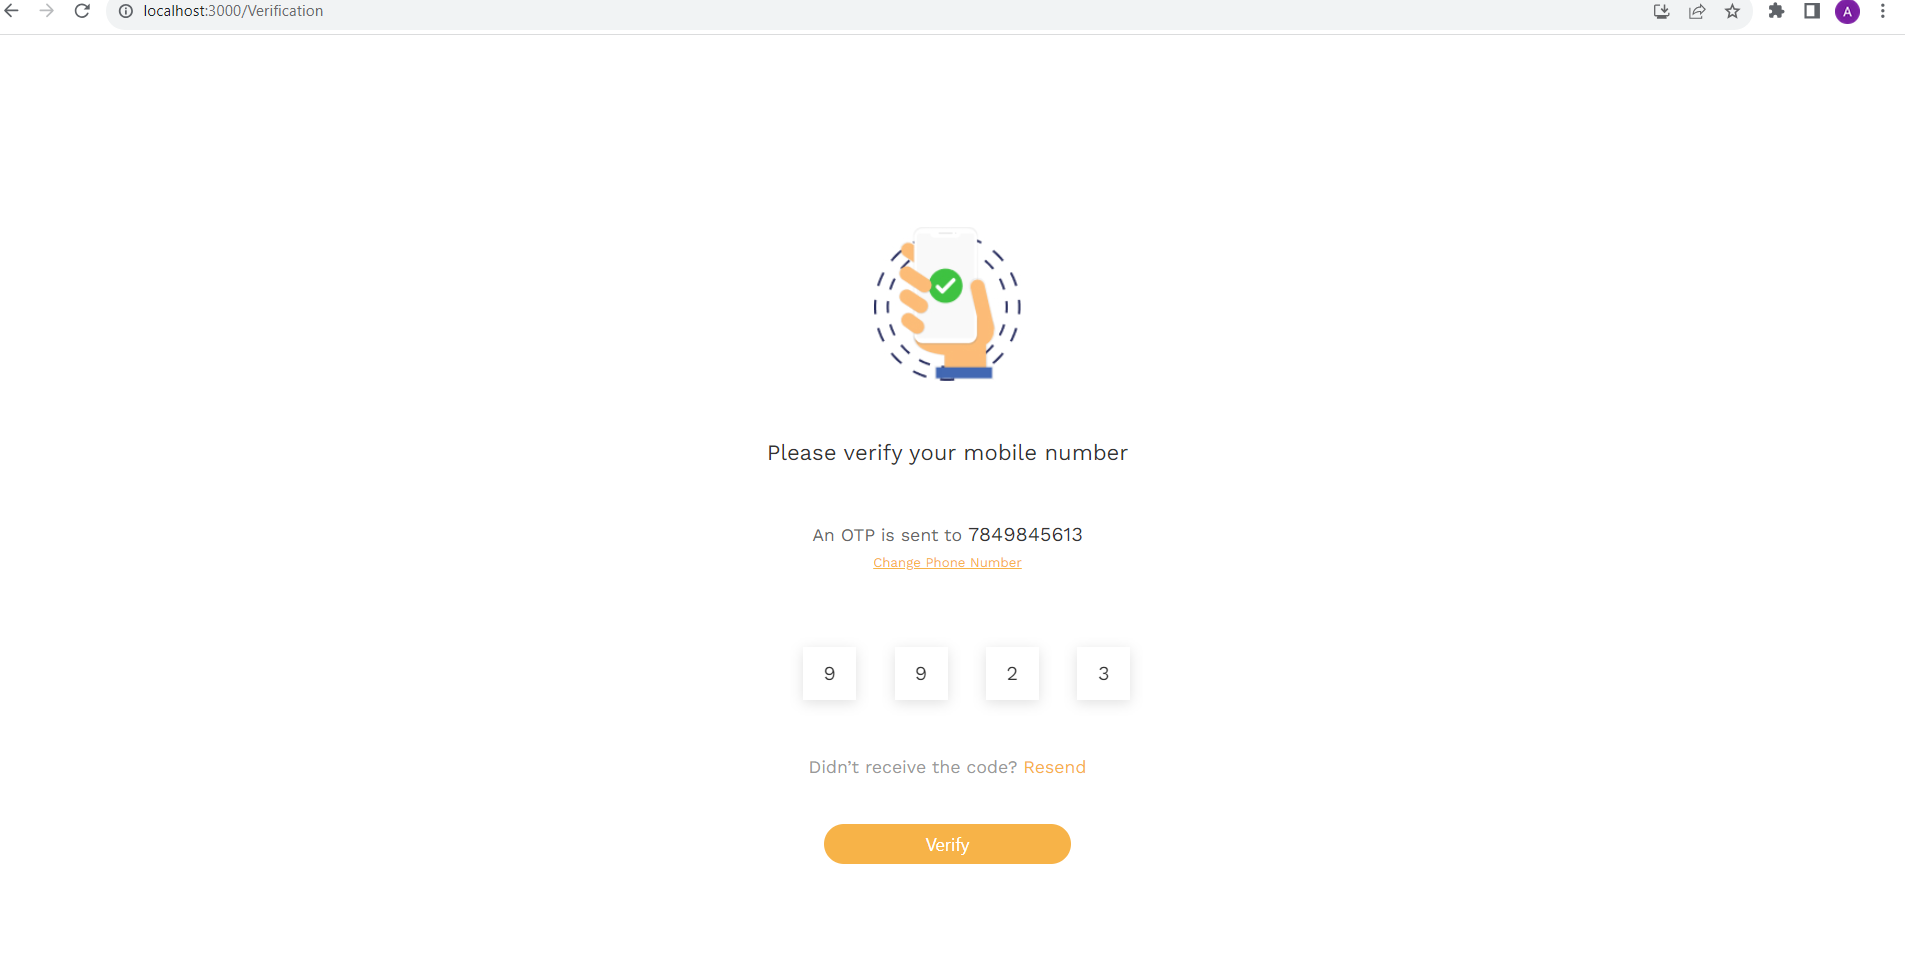 localhost:3000/Verification
A
Please verify your mobile number
An OTP is sent to 7849845613
Change Phone Number
9 9 2 3
Didn’t receive the code? Resend
Verify